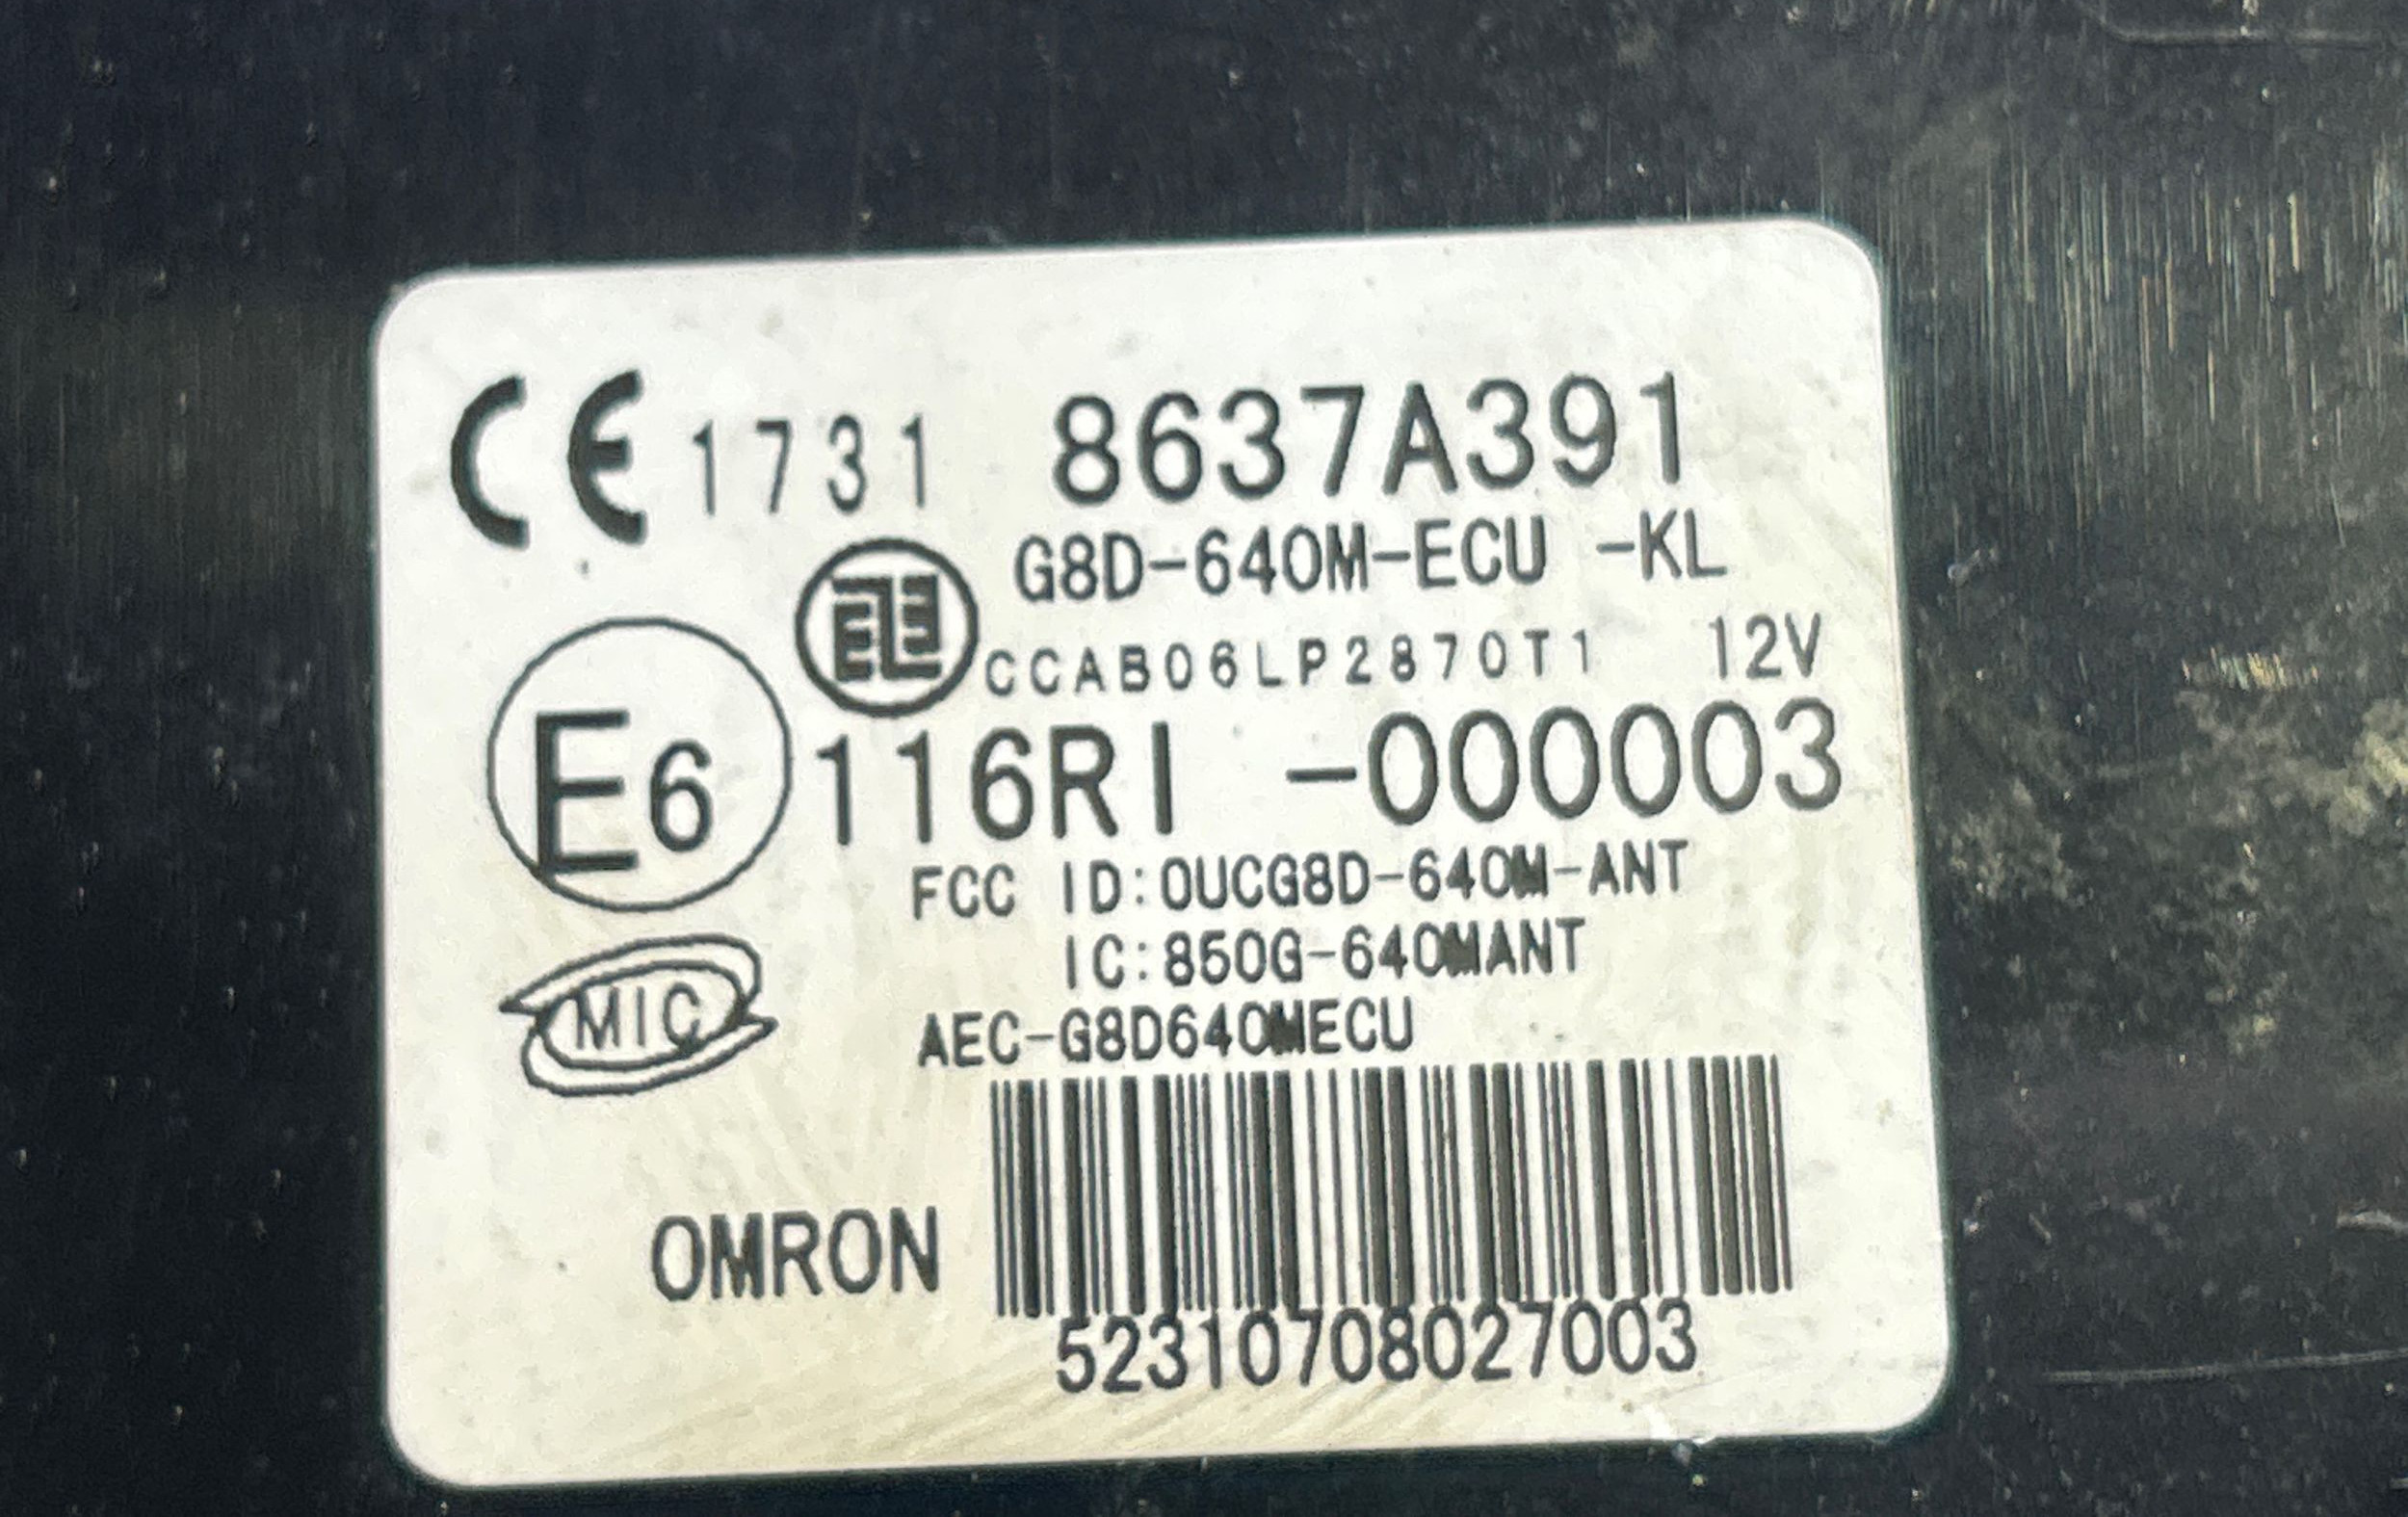 CE 1731 8637A391
G8D-640M-ECU -KL
CCAB06LP2870T1 12V
E6 116RI -000003
FCC ID:OUCG8D-640M-ANT
IC:850G-640MANT
MIC
AEC-G8D640MECU
OMRON
52310708027003